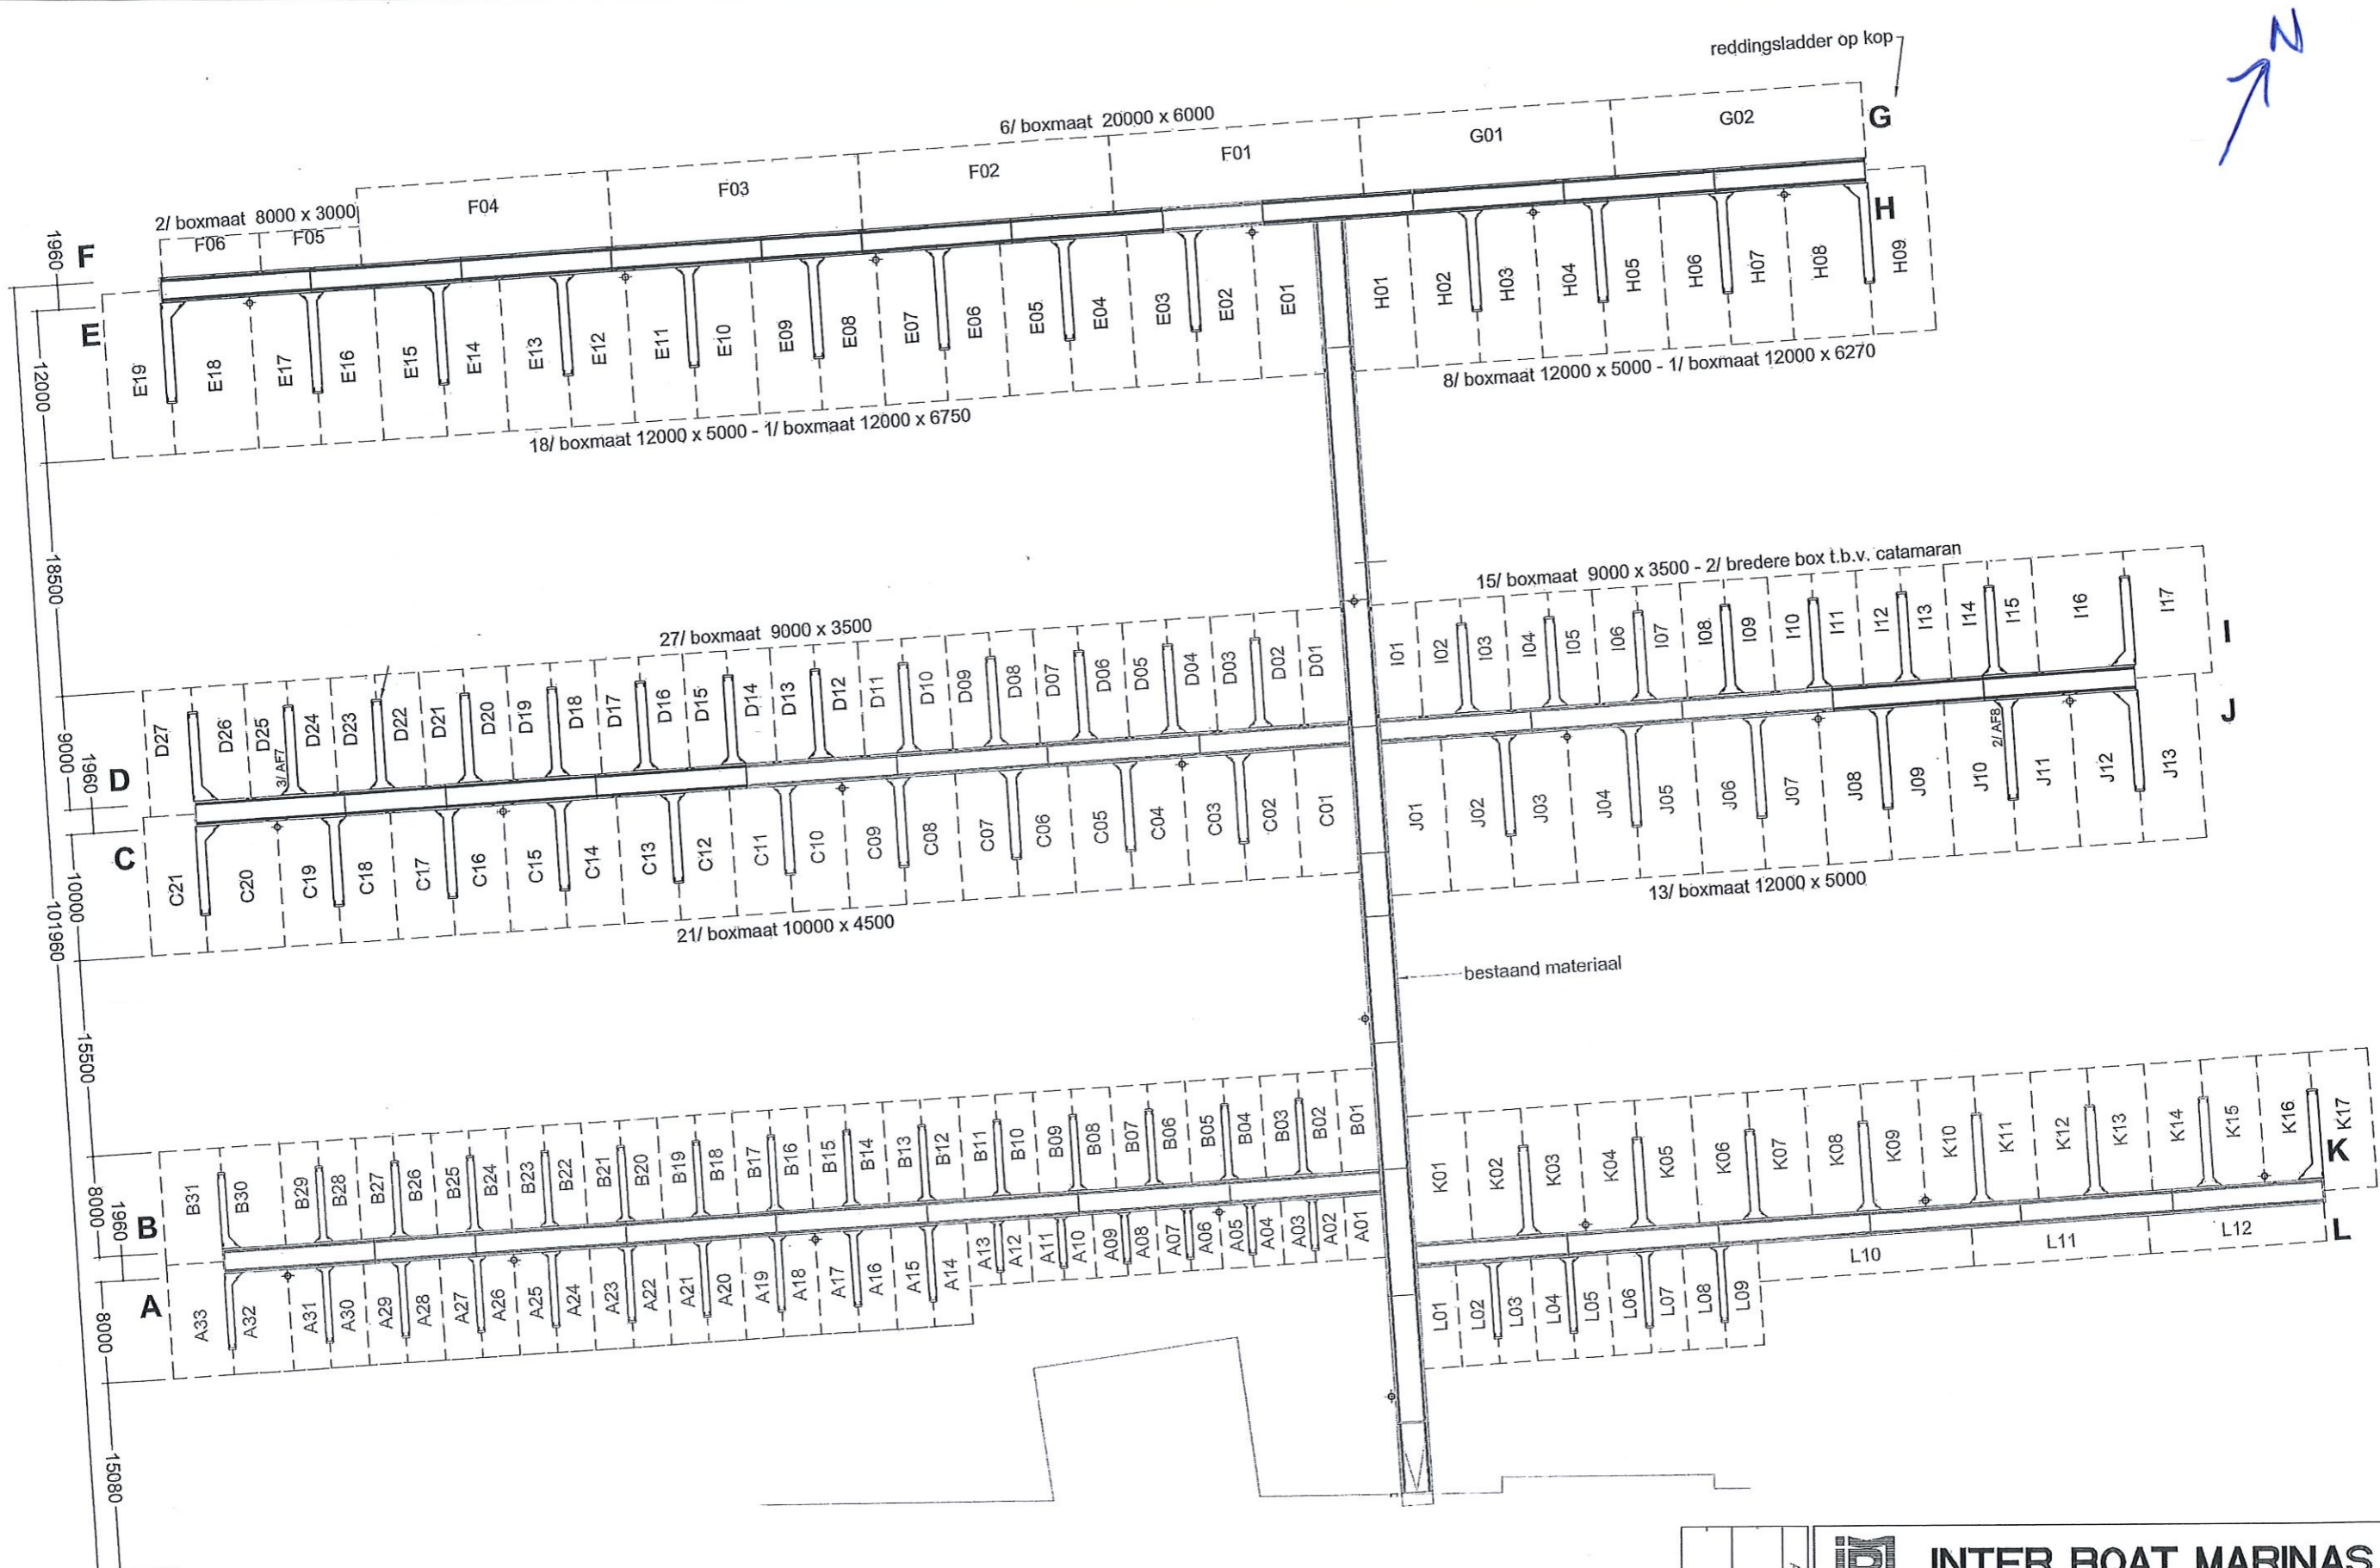 N
reddingsladder op kop
6/ boxmaat 20000 x 6000
G02
G
G01
F01
F02
F03
F04
2/ boxmaat 8000 x 3000
F06
F05
1960
F
H
E
E19
E18
E17
E16
E15
E14
E13
E12
E11
E10
E09
E08
E07
E06
E05
E04
E03
E02
E01
H01
H02
H03
H04
H05
H06
H07
H08
H09
12000
8/ boxmaat 12000 x 5000 - 1/ boxmaat 12000 x 6270
18/ boxmaat 12000 x 5000 - 1/ boxmaat 12000 x 6750
18500
15/ boxmaat 9000 x 3500 - 2/ bredere box t.b.v. catamaran
27/ boxmaat 9000 x 3500
D27
D26
D25
D24
D23
D22
D21
D20
D19
D18
D17
D16
D15
D14
D13
D12
D11
D10
D09
D08
D07
D06
D05
D04
D03
D02
D01
I01
I02
I03
I04
I05
I06
I07
I08
I09
I10
I11
I12
I13
I14
I15
I16
I17
I
9000
1960
3/ AF7
D
J
2/ AF8
C
C21
C20
C19
C18
C17
C16
C15
C14
C13
C12
C11
C10
C09
C08
C07
C06
C05
C04
C03
C02
C01
J01
J02
J03
J04
J05
J06
J07
J08
J09
J10
J11
J12
J13
10000
101960
13/ boxmaat 12000 x 5000
21/ boxmaat 10000 x 4500
bestaand materiaal
15500
B31
B30
B29
B28
B27
B26
B25
B24
B23
B22
B21
B20
B19
B18
B17
B16
B15
B14
B13
B12
B11
B10
B09
B08
B07
B06
B05
B04
B03
B02
B01
K01
K02
K03
K04
K05
K06
K07
K08
K09
K10
K11
K12
K13
K14
K15
K16
K17
K
8000
1960
B
A
A33
A32
A31
A30
A29
A28
A27
A26
A25
A24
A23
A22
A21
A20
A19
A18
A17
A16
A15
A14
A13
A12
A11
A10
A09
A08
A07
A06
A05
A04
A03
A02
A01
L01
L02
L03
L04
L05
L06
L07
L08
L09
L10
L11
L12
L
8000
15080
INTER BOAT MARINAS